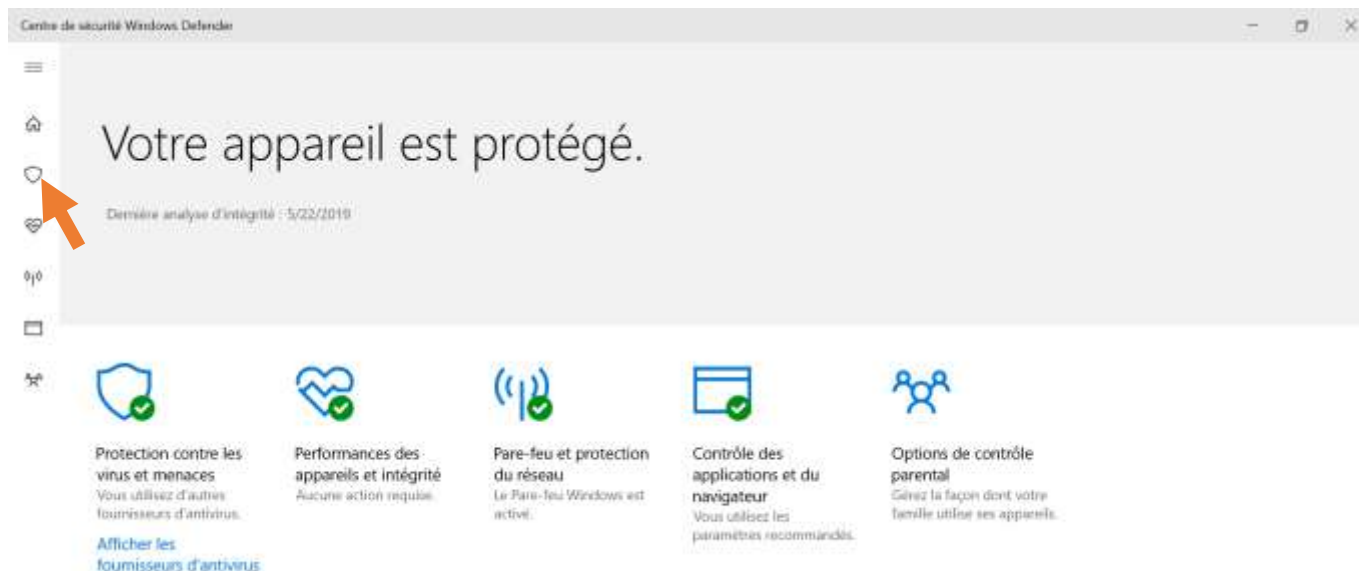 Centre de sécurité Windows Defender
Votre appareil est protégé.
Dernière analyse d'intégrité : 5/22/2019
Protection contre les
virus et menaces
Vous utilisez d'autres
fournisseurs d'antivirus.
Afficher les
fournisseurs d'antivirus
Performances des
appareils et intégrité
Aucune action requise.
Pare-feu et protection
du réseau
Le Pare-feu Windows est
activé.
Contrôle des
applications et du
navigateur
Vous utilisez les
paramètres recommandés.
Options de contrôle
parental
Gérez la façon dont votre
famille utilise ses appareils.